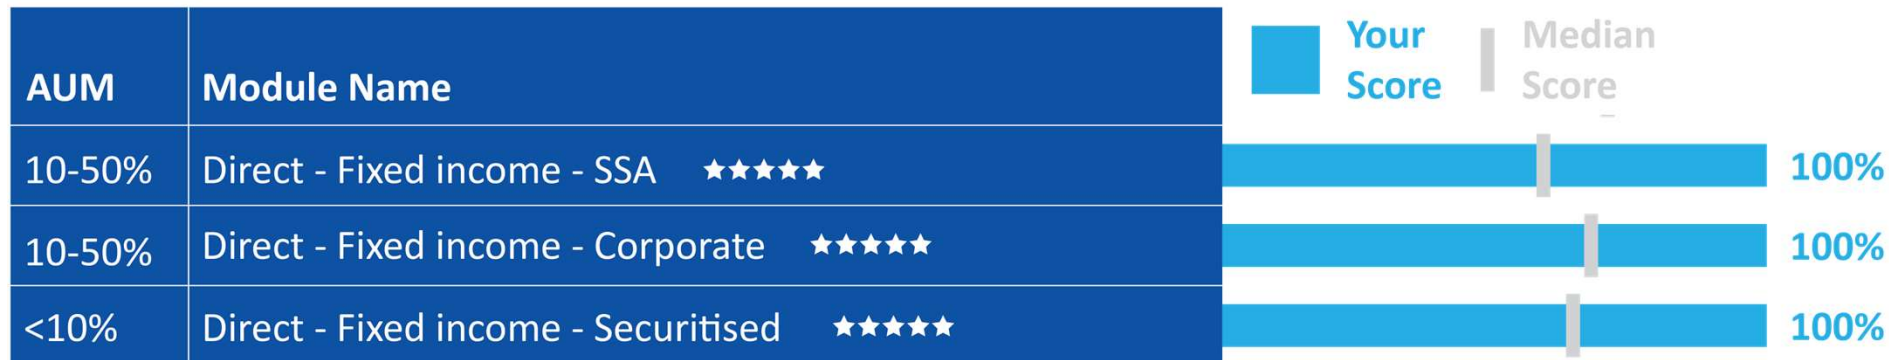 Your Score
Median Score
AUM Module Name
10-50% Direct - Fixed income - SSA ★★★★★ 100%
10-50% Direct - Fixed income - Corporate ★★★★★ 100%
<10% Direct - Fixed income - Securitised ★★★★★ 100%